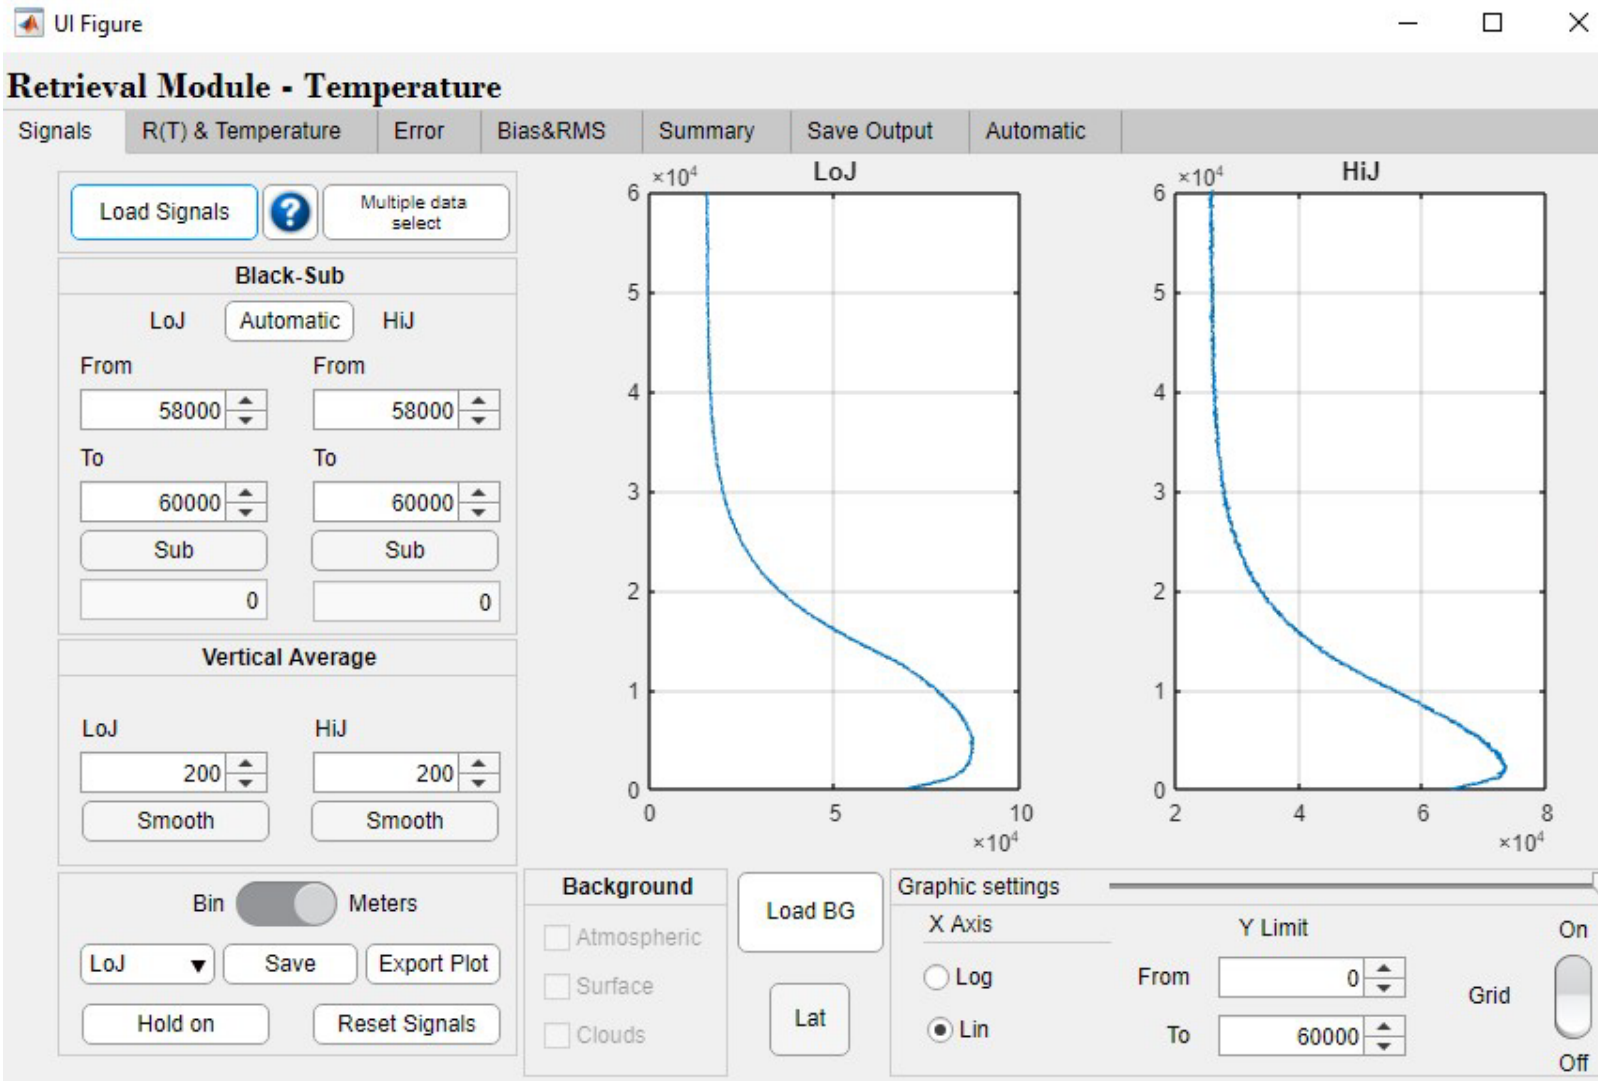 UI Figure
Retrieval Module - Temperature
Signals R(T) & Temperature Error Bias&RMS Summary Save Output Automatic
Load Signals ? Multiple data select
Black-Sub
LoJ Automatic HiJ
From From
58000 58000
To To
60000 60000
Sub Sub
0 0
Vertical Average
LoJ HiJ
200 200
Smooth Smooth
Bin Meters
LoJ Save Export Plot
Hold on Reset Signals
LoJ
×10⁴
6
5
4
3
2
1
0
0 5 10
×10⁴
HiJ
×10⁴
6
5
4
3
2
1
0
2 4 6 8
×10⁴
Background
Atmospheric
Surface
Clouds
Load BG
Lat
Graphic settings
X Axis Y Limit On
Log From 0
Grid
Lin To 60000
Off